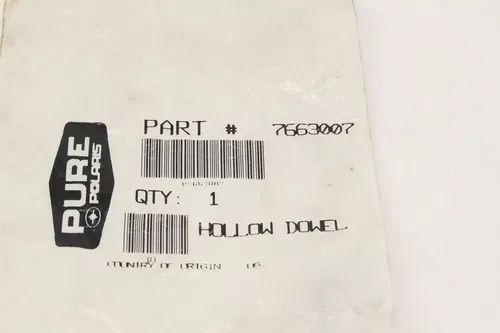 PURE
POLARIS
PART # 7663007
QTY: 1
HOLLOW DOWEL
COUNTRY OF ORIGIN US